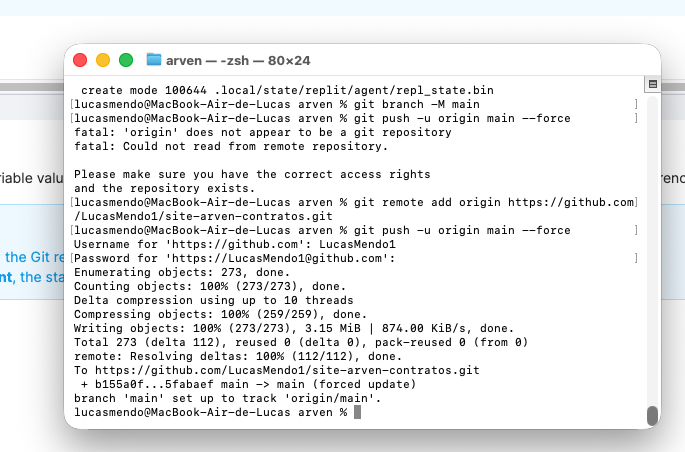 arven — -zsh — 80×24
create mode 100644 .local/state/replit/agent/repl_state.bin
[lucasmendo@MacBook-Air-de-Lucas arven % git branch -M main ]
[lucasmendo@MacBook-Air-de-Lucas arven % git push -u origin main --force ]
fatal: 'origin' does not appear to be a git repository
fatal: Could not read from remote repository.
Please make sure you have the correct access rights
and the repository exists.
[lucasmendo@MacBook-Air-de-Lucas arven % git remote add origin https://github.com]
/LucasMendo1/site-arven-contratos.git
[lucasmendo@MacBook-Air-de-Lucas arven % git push -u origin main --force ]
Username for 'https://github.com': LucasMendo1
[Password for 'https://LucasMendo1@github.com': ]
Enumerating objects: 273, done.
Counting objects: 100% (273/273), done.
Delta compression using up to 10 threads
Compressing objects: 100% (259/259), done.
Writing objects: 100% (273/273), 3.15 MiB | 874.00 KiB/s, done.
Total 273 (delta 112), reused 0 (delta 0), pack-reused 0 (from 0)
remote: Resolving deltas: 100% (112/112), done.
To https://github.com/LucasMendo1/site-arven-contratos.git
+ b155a0f...5fabaef main -> main (forced update)
branch 'main' set up to track 'origin/main'.
lucasmendo@MacBook-Air-de-Lucas arven %
riable valu
the Git re
nt, the sta
renc